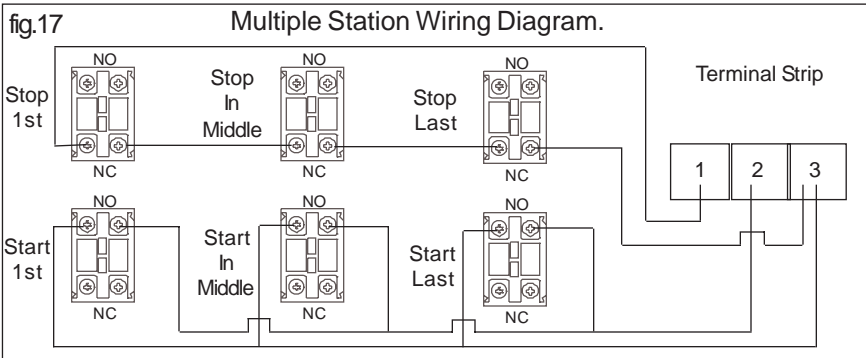 fig.17
Multiple Station Wiring Diagram.
NO
NO
NO
Stop
1st
Stop
In
Middle
Stop
Last
Terminal Strip
NC
NC
NC
1
2
3
NO
NO
NO
Start
1st
Start
In
Middle
Start
Last
NC
NC
NC